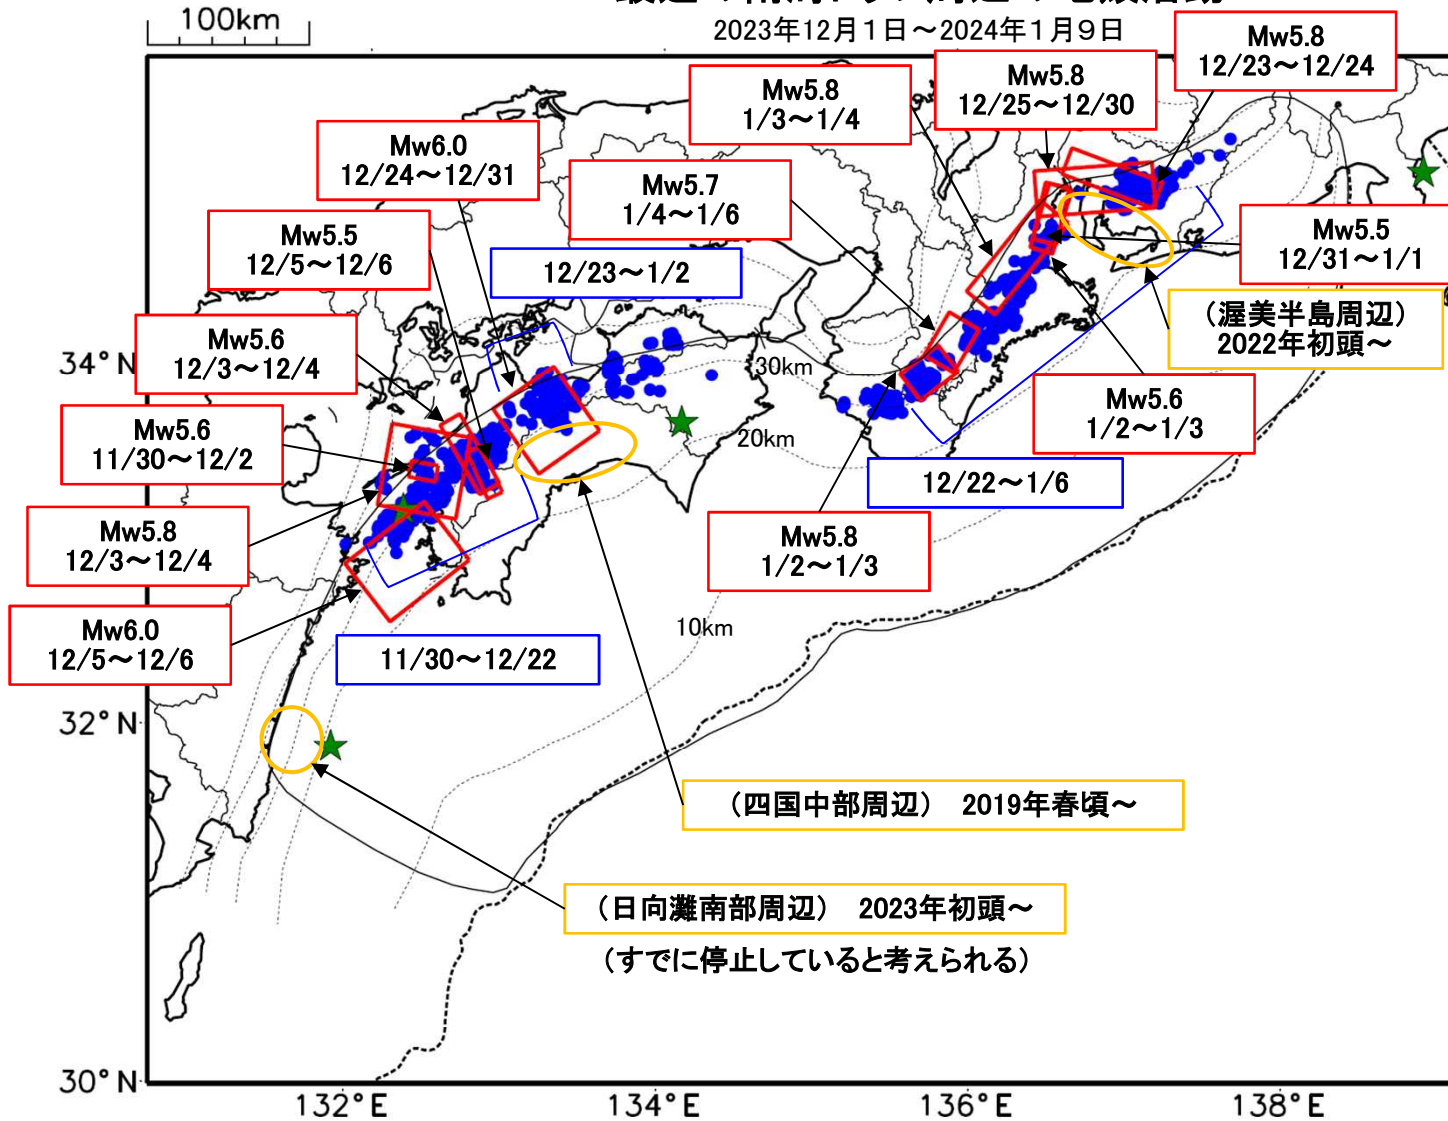 100km
2023年12月1日～2024年1月9日
Mw5.8
12/23～12/24
Mw5.8
12/25～12/30
Mw5.8
1/3～1/4
Mw6.0
12/24～12/31
Mw5.7
1/4～1/6
Mw5.5
12/5～12/6
12/23～1/2
Mw5.5
12/31～1/1
(渥美半島周辺)
2022年初頭～
Mw5.6
12/3～12/4
34°N
30km
Mw5.6
1/2～1/3
Mw5.6
11/30～12/2
20km
12/22～1/6
Mw5.8
12/3～12/4
Mw5.8
1/2～1/3
Mw6.0
12/5～12/6
10km
11/30～12/22
32°N
(四国中部周辺) 2019年春頃～
(日向灘南部周辺) 2023年初頭～
(すでに停止していると考えられる)
30°N
132°E
134°E
136°E
138°E